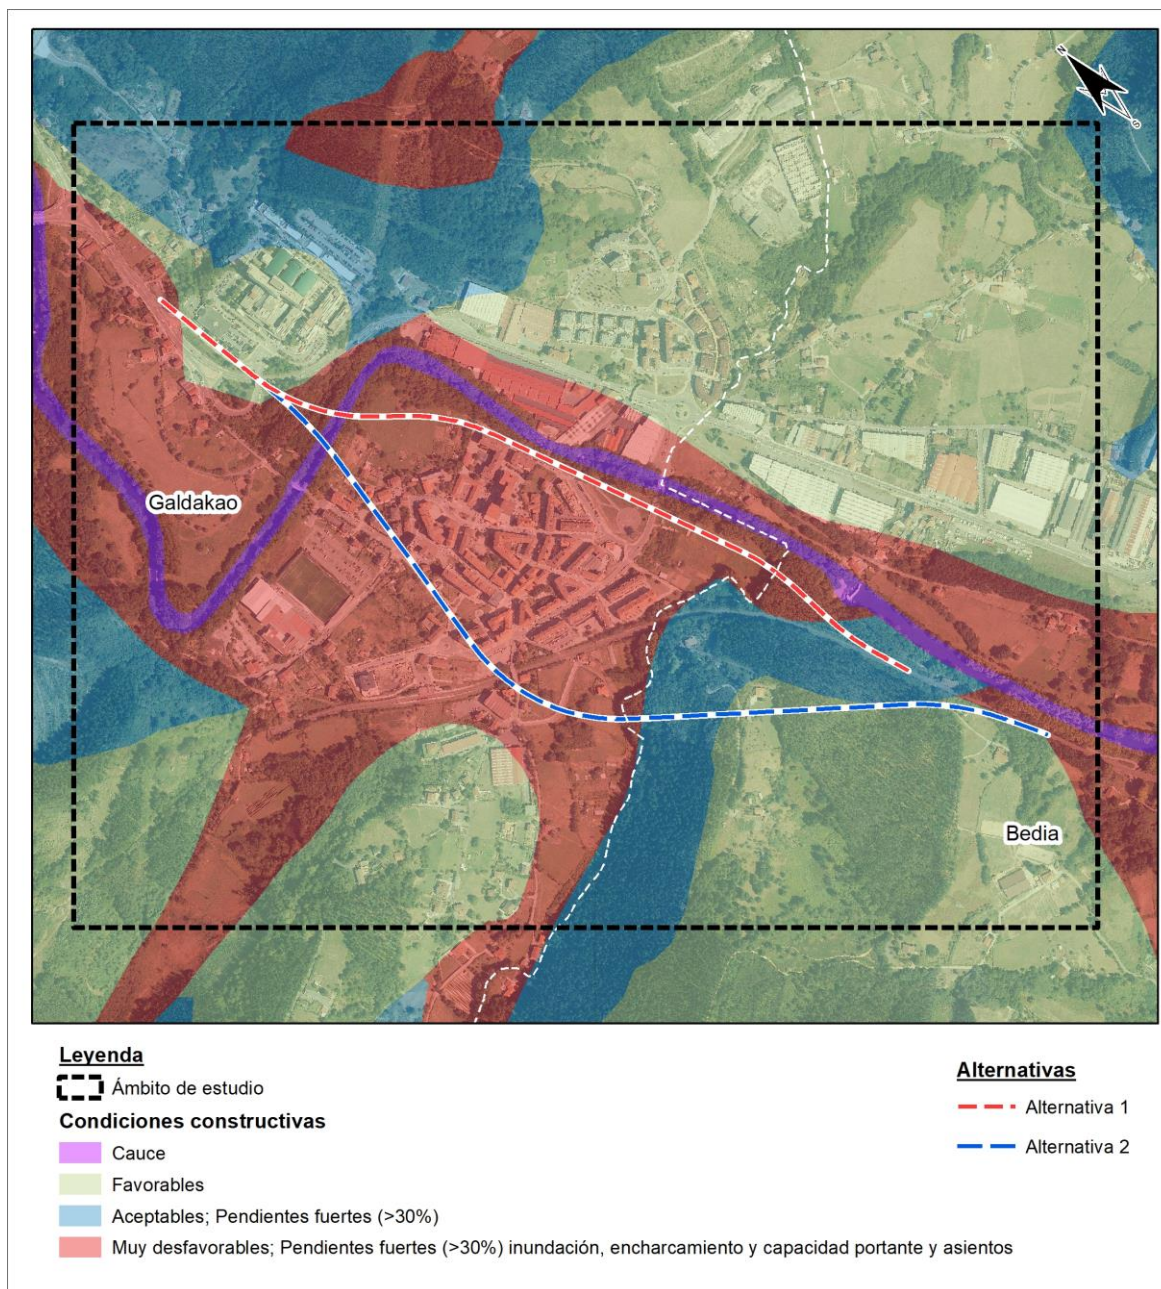 N
S
Galdakao
Bedia
Leyenda
Ámbito de estudio
Condiciones constructivas
Cauce
Favorables
Aceptables; Pendientes fuertes (>30%)
Muy desfavorables; Pendientes fuertes (>30%) inundación, encharcamiento y capacidad portante y asientos
Alternativas
Alternativa 1
Alternativa 2